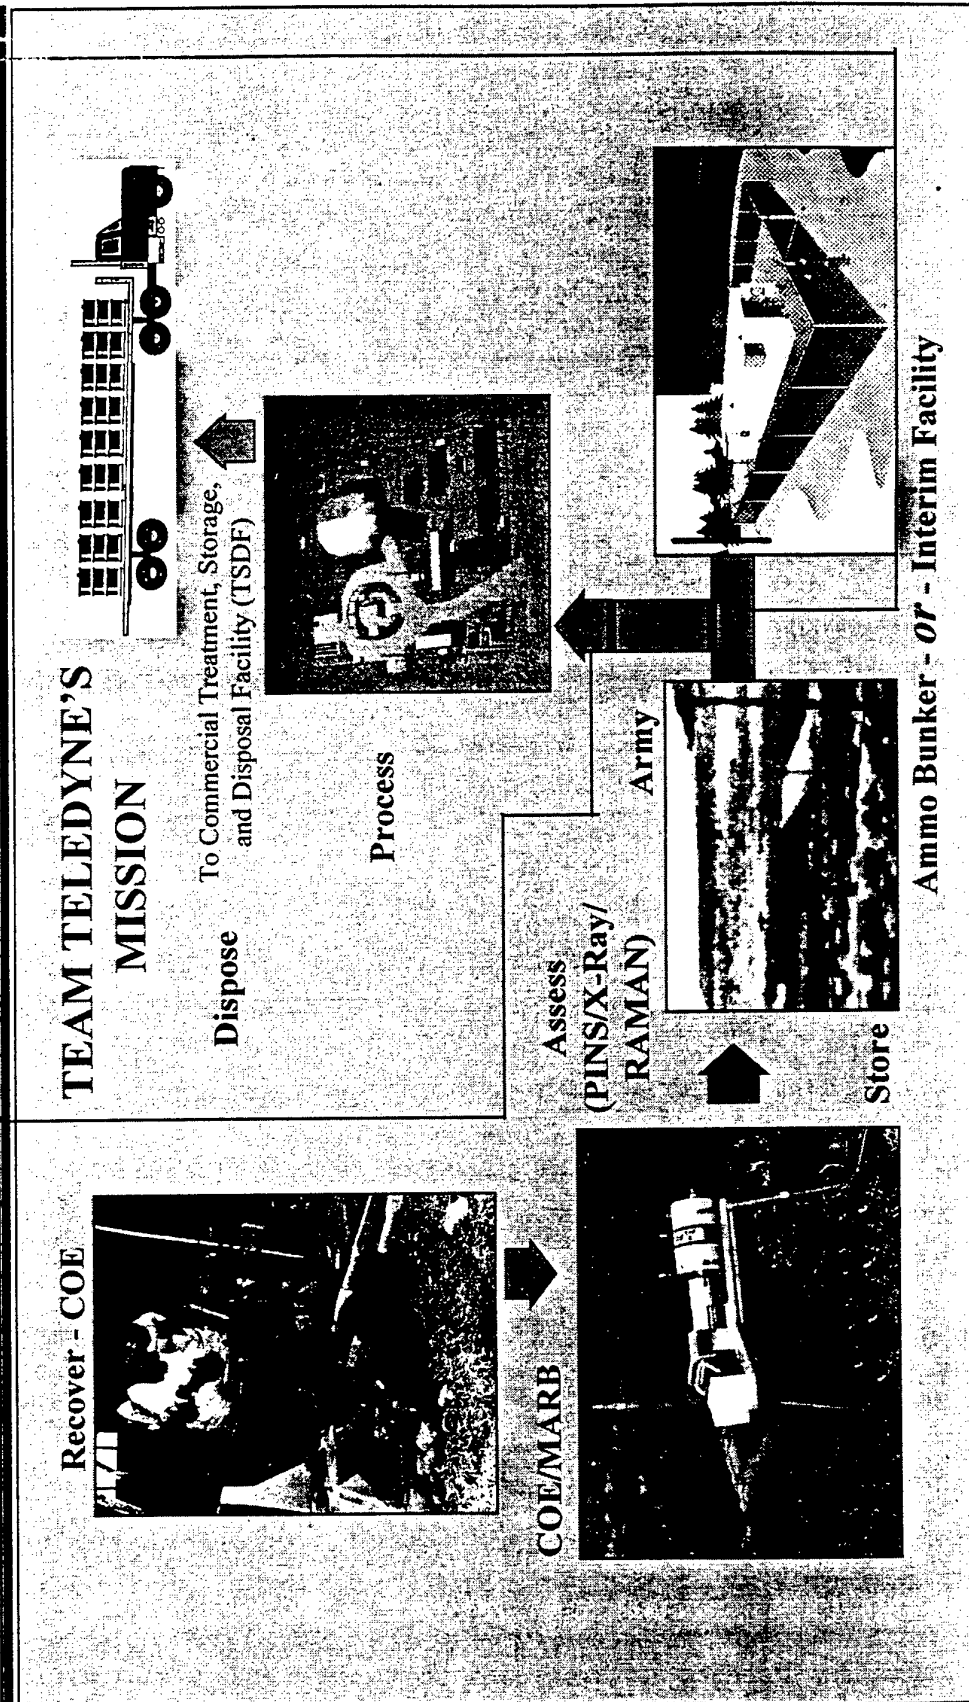 Recover - COE
COE/MARB
TEAM TELEDYNE'S
MISSION
Dispose
To Commercial Treatment, Storage,
and Disposal Facility (TSDF)
Process
Assess
(PINS/X-Ray/
RAMAN)
Army
Store
Ammo Bunker - or - Interim Facility